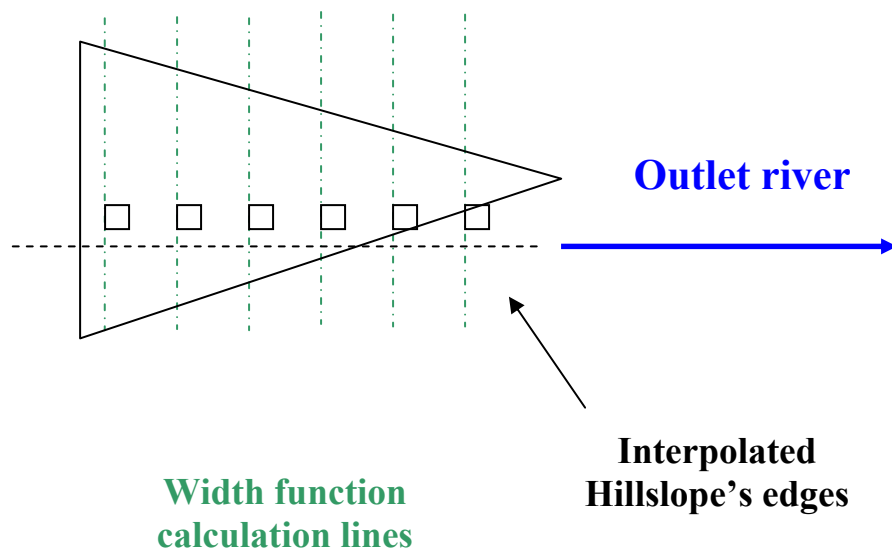 Outlet river
Interpolated
Hillslope’s edges
Width function
calculation lines